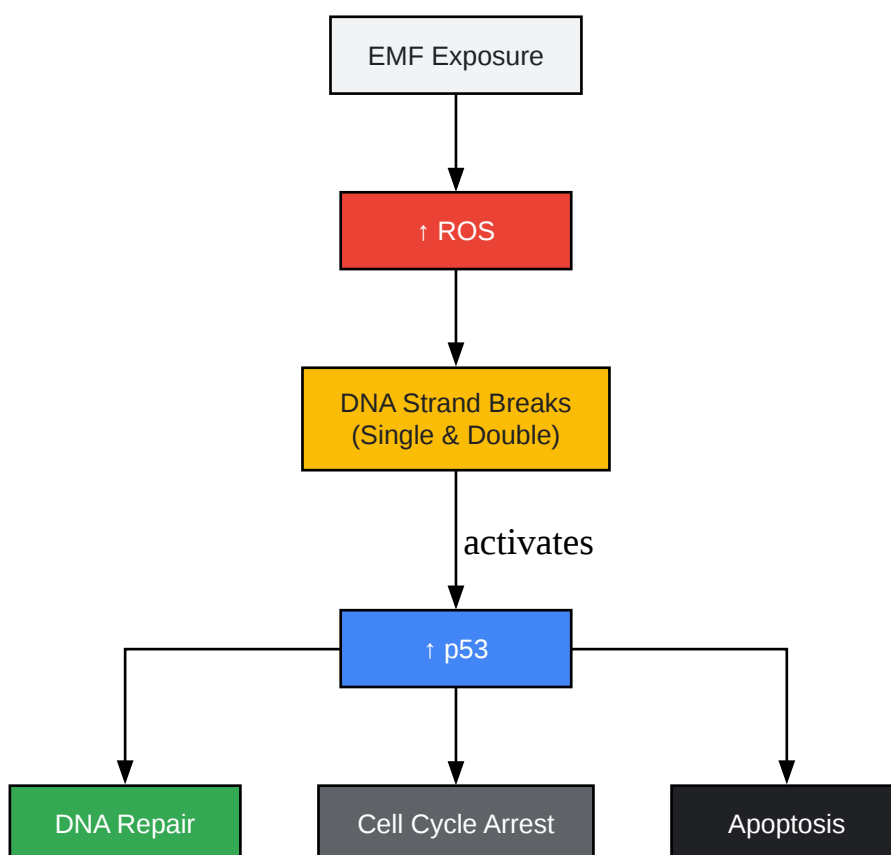 EMF Exposure
↑ ROS
DNA Strand Breaks
(Single & Double)
activates
↑ p53
DNA Repair
Cell Cycle Arrest
Apoptosis